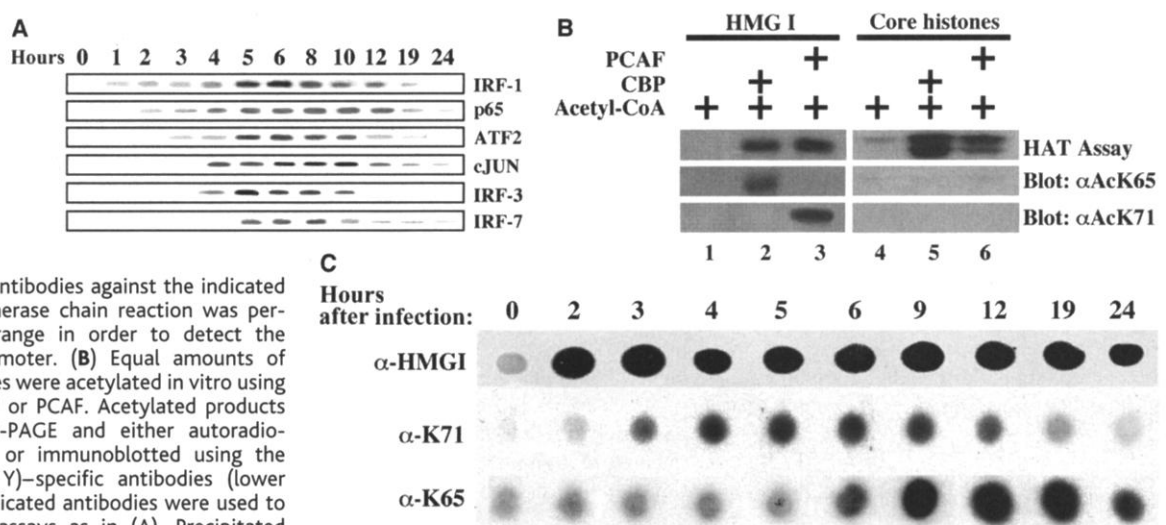 A
Hours 0 1 2 3 4 5 6 8 10 12 19 24
IRF-1
p65
ATF2
cJUN
IRF-3
IRF-7
B
HMG I Core histones
PCAF + +
CBP + +
Acetyl-CoA + + + + + +
HAT Assay
Blot: αAcK65
Blot: αAcK71
1 2 3 4 5 6
antibodies against the indicated
erase chain reaction was per-
range in order to detect the
moter. (B) Equal amounts of
es were acetylated in vitro using
or PCAF. Acetylated products
-PAGE and either autoradio-
or immunoblotted using the
Y)–specific antibodies (lower
dicated antibodies were used to
assays as in (A). Precipitated
C
Hours
after infection: 0 2 3 4 5 6 9 12 19 24
α-HMGI
α-K71
α-K65